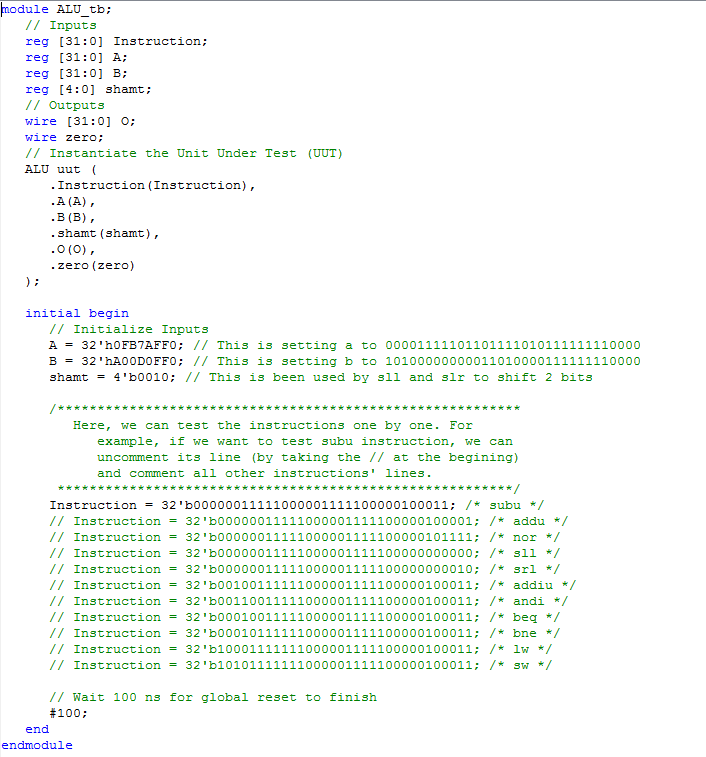 module ALU_tb;
// Inputs
reg [31:0] Instruction;
reg [31:0] A;
reg [31:0] B;
reg [4:0] shamt;
// Outputs
wire [31:0] O;
wire zero;
// Instantiate the Unit Under Test (UUT)
ALU uut (
.Instruction(Instruction),
.A(A),
.B(B),
.shamt(shamt),
.O(O),
.zero(zero)
);
initial begin
// Initialize Inputs
A = 32'h0FB7AFF0; // This is setting a to 00001111101101111010111111110000
B = 32'hA00D0FF0; // This is setting b to 10100000000011010000111111110000
shamt = 4'b0010; // This is been used by sll and slr to shift 2 bits
/**********************************************************
Here, we can test the instructions one by one. For
example, if we want to test subu instruction, we can
uncomment its line (by taking the // at the begining)
and comment all other instructions' lines.
*********************************************************/
Instruction = 32'b00000011111000001111100000100011; /* subu */
// Instruction = 32'b00000011111000001111100000100001; /* addu */
// Instruction = 32'b00000011111000001111100000101111; /* nor */
// Instruction = 32'b00000011111000001111100000000000; /* sll */
// Instruction = 32'b00000011111000001111100000000010; /* srl */
// Instruction = 32'b00100111111000001111100000100011; /* addiu */
// Instruction = 32'b00110011111000001111100000100011; /* andi */
// Instruction = 32'b00010011111000001111100000100011; /* beq */
// Instruction = 32'b00010111111000001111100000100011; /* bne */
// Instruction = 32'b10001111111000001111100000100011; /* lw */
// Instruction = 32'b10101111111000001111100000100011; /* sw */
// Wait 100 ns for global reset to finish
#100;
end
endmodule